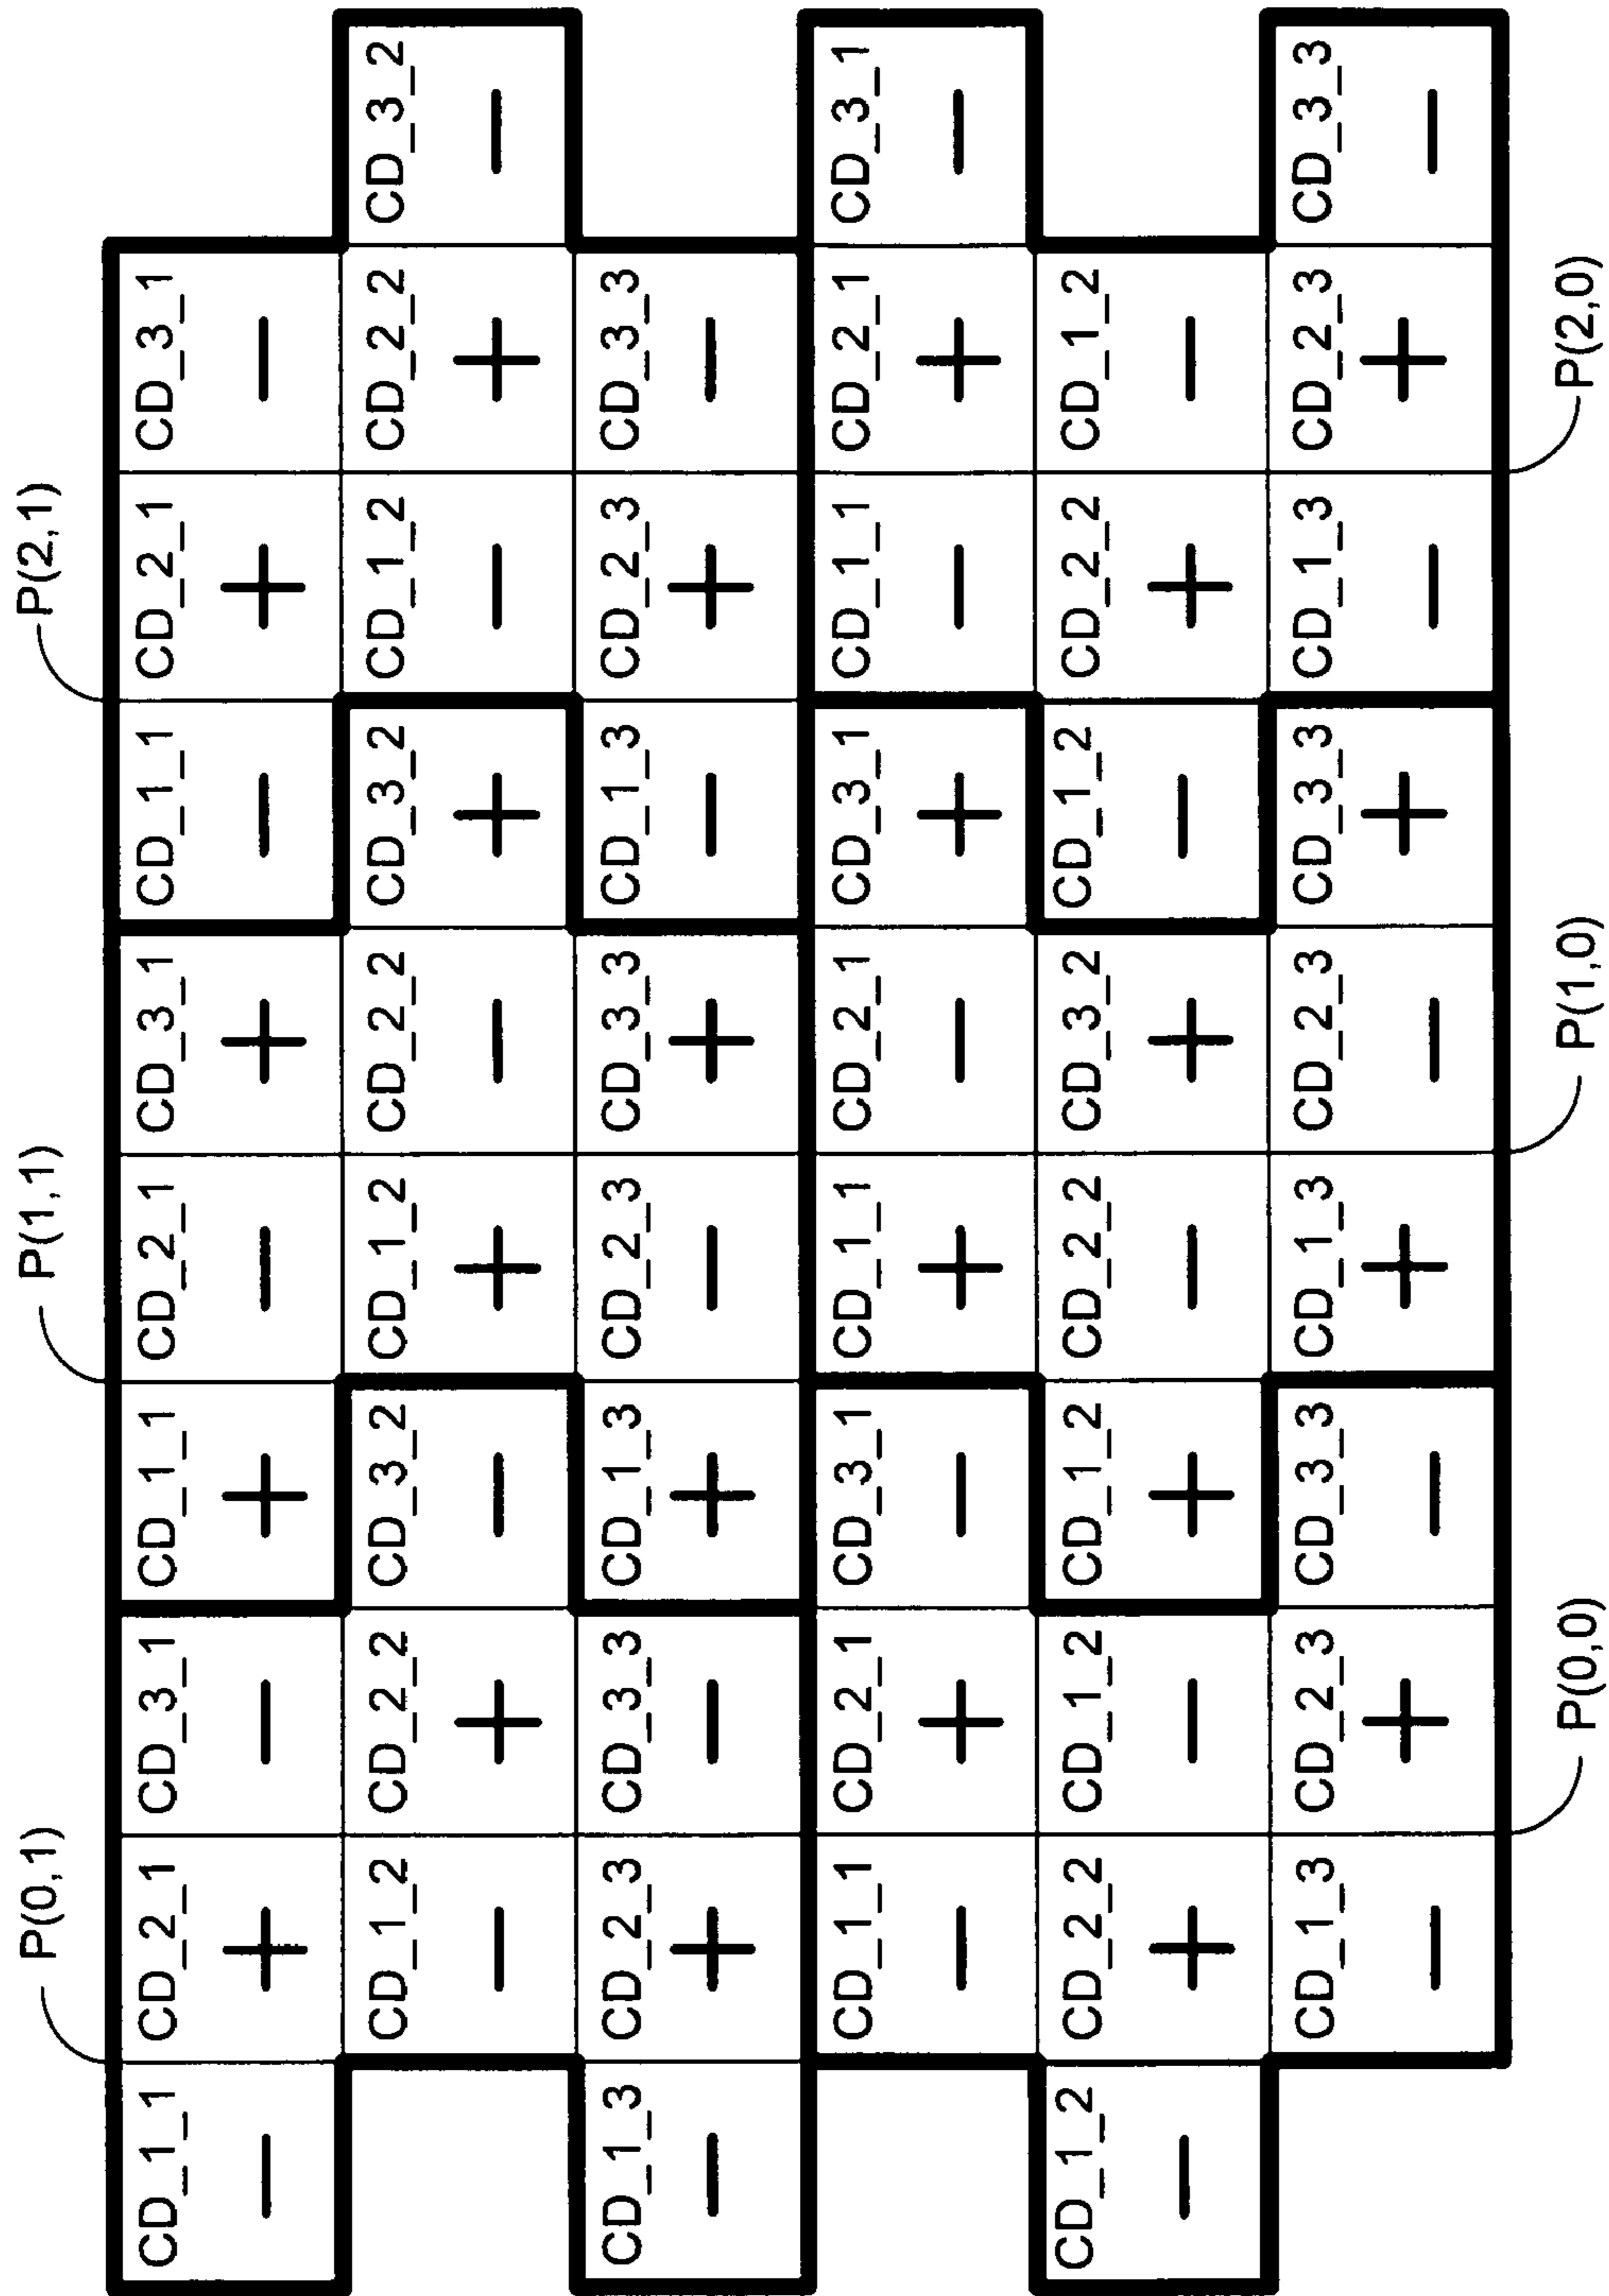 P(0,1) P(1,1) P(2,1)
CD_1_1 CD_2_1 CD_3_1 CD_1_1 CD_2_1 CD_3_1 CD_1_1 CD_2_1 CD_3_1
− + − + − + − + −
CD_1_2 CD_2_2 CD_3_2 CD_1_2 CD_2_2 CD_3_2 CD_1_2 CD_2_2 CD_3_2
− + − + − + − + −
CD_1_3 CD_2_3 CD_3_3 CD_1_3 CD_2_3 CD_3_3 CD_1_3 CD_2_3 CD_3_3
− + − + − + − + −
CD_1_1 CD_2_1 CD_3_1 CD_1_1 CD_2_1 CD_3_1 CD_1_1 CD_2_1 CD_3_1
− + − + − + − + −
CD_1_2 CD_2_2 CD_1_2 CD_1_2 CD_2_2 CD_3_2 CD_1_2 CD_2_2 CD_1_2
− + − + − + − + −
CD_1_3 CD_2_3 CD_3_3 CD_1_3 CD_2_3 CD_3_3 CD_1_3 CD_2_3 CD_3_3
− + − + − + − + −
P(0,0) P(1,0) P(2,0)